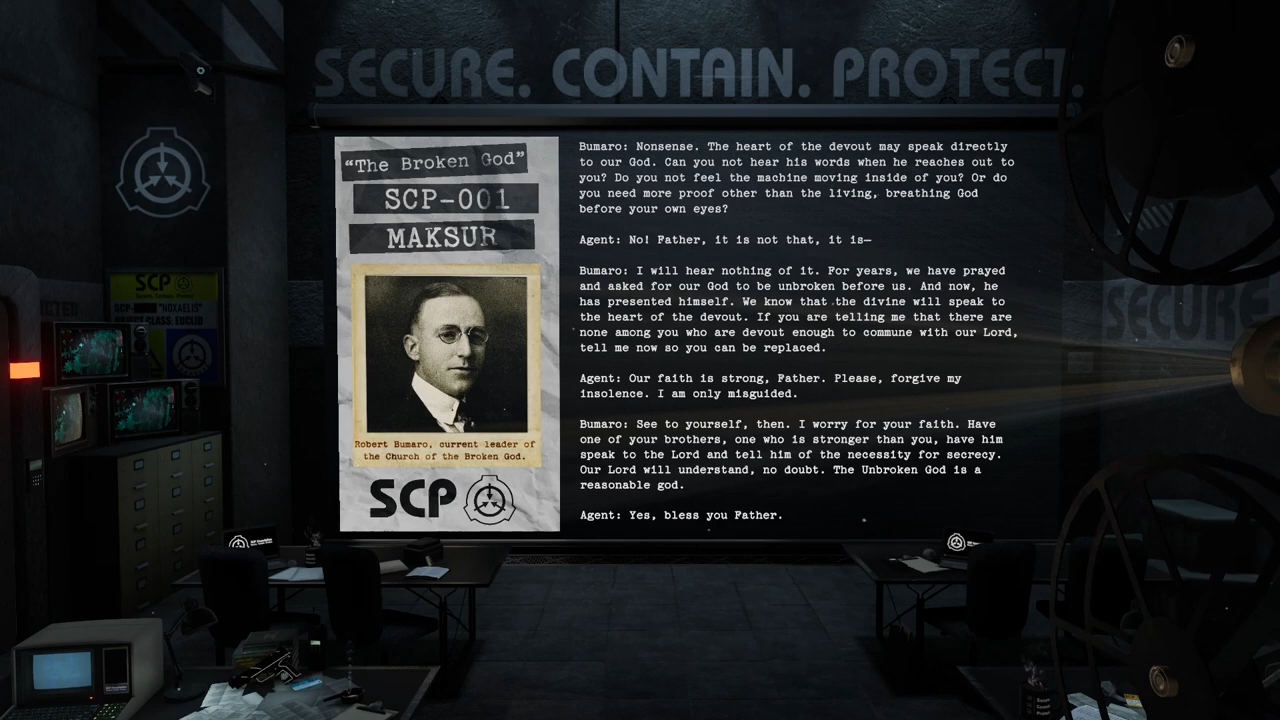 SECURE. CONTAIN. PROTECT.
“The Broken God”
SCP-001
MAKSUR
Robert Bumaro, current leader of
the Church of the Broken God.
SCP
Bumaro: Nonsense. The heart of the devout may speak directly
to our God. Can you not hear his words when he reaches out to
you? Do you not feel the machine moving inside of you? Or do
you need more proof other than the living, breathing God
before your own eyes?
Agent: No! Father, it is not that, it is—
Bumaro: I will hear nothing of it. For years, we have prayed
and asked for our God to be unbroken before us. And now, he
has presented himself. We know that the divine will speak to
the heart of the devout. If you are telling me that there are
none among you who are devout enough to commune with our Lord,
tell me now so you can be replaced.
Agent: Our faith is strong, Father. Please, forgive my
insolence. I am only misguided.
Bumaro: See to yourself, then. I worry for your faith. Have
one of your brothers, one who is stronger than you, have him
speak to the Lord and tell him of the necessity for secrecy.
Our Lord will understand, no doubt. The Unbroken God is a
reasonable god.
Agent: Yes, bless you Father.
SCP
Secure. Contain. Protect.
"NOXAELIS"
OBJECT CLASS: EUCLID
SECURE